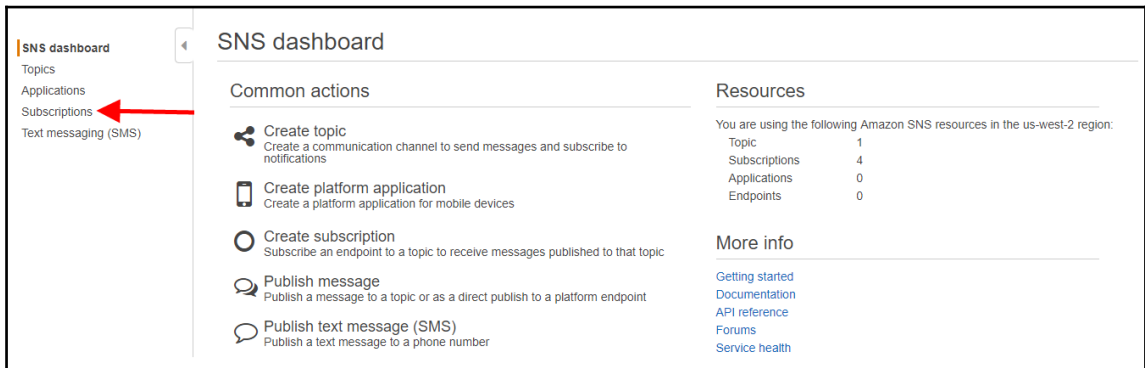 SNS dashboard
Topics
Applications
Subscriptions
Text messaging (SMS)
SNS dashboard
Common actions
Create topic
Create a communication channel to send messages and subscribe to
notifications
Create platform application
Create a platform application for mobile devices
Create subscription
Subscribe an endpoint to a topic to receive messages published to that topic
Publish message
Publish a message to a topic or as a direct publish to a platform endpoint
Publish text message (SMS)
Publish a text message to a phone number
Resources
You are using the following Amazon SNS resources in the us-west-2 region:
Topic 1
Subscriptions 4
Applications 0
Endpoints 0
More info
Getting started
Documentation
API reference
Forums
Service health